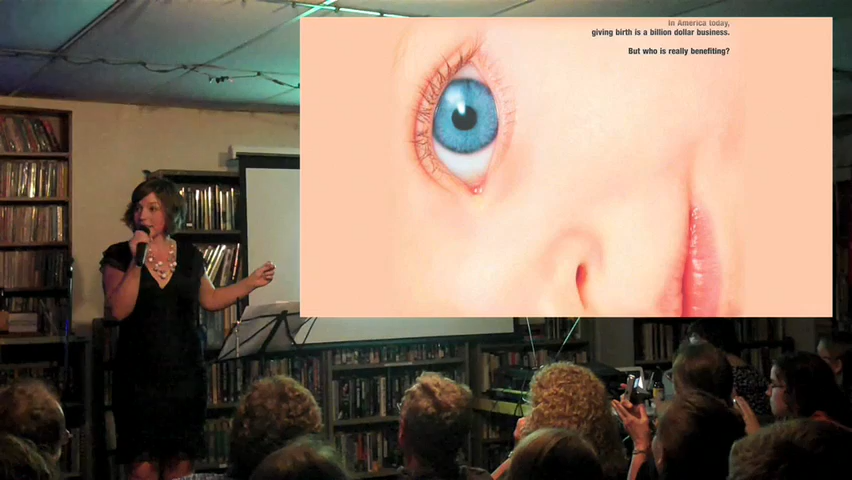 In America today,
giving birth is a billion dollar business.
But who is really benefiting?